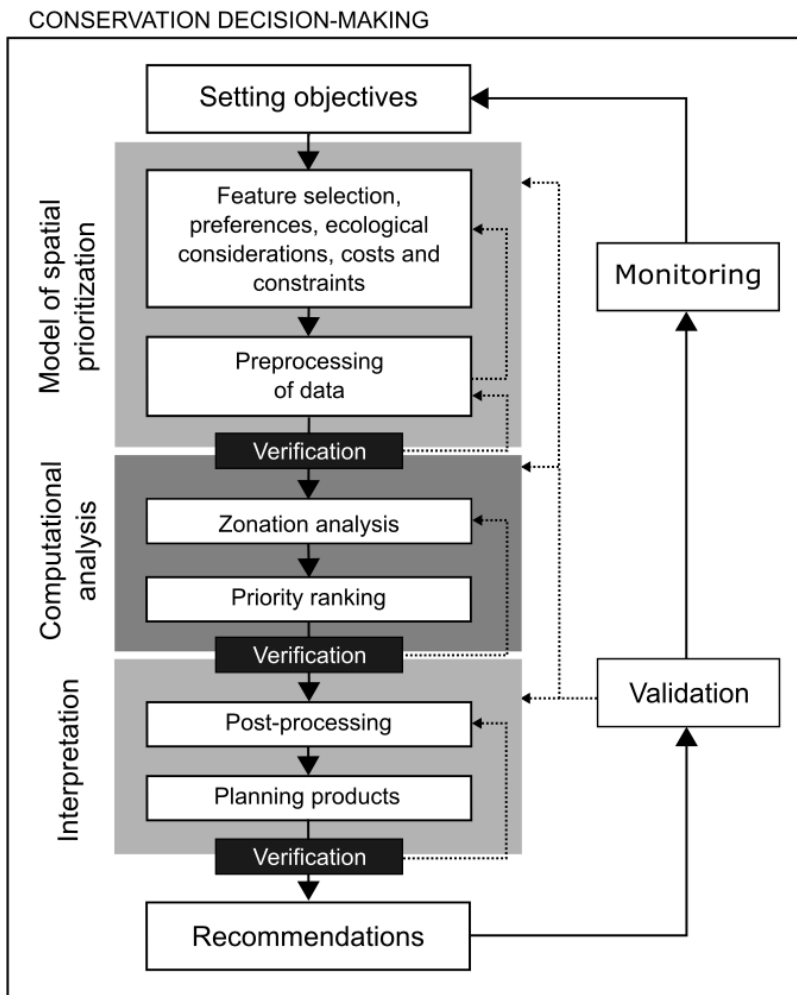 CONSERVATION DECISION-MAKING
Setting objectives
Model of spatial
prioritization
Feature selection,
preferences, ecological
considerations, costs and
constraints
Preprocessing
of data
Verification
Computational
analysis
Zonation analysis
Priority ranking
Verification
Interpretation
Post-processing
Planning products
Verification
Recommendations
Validation
Monitoring